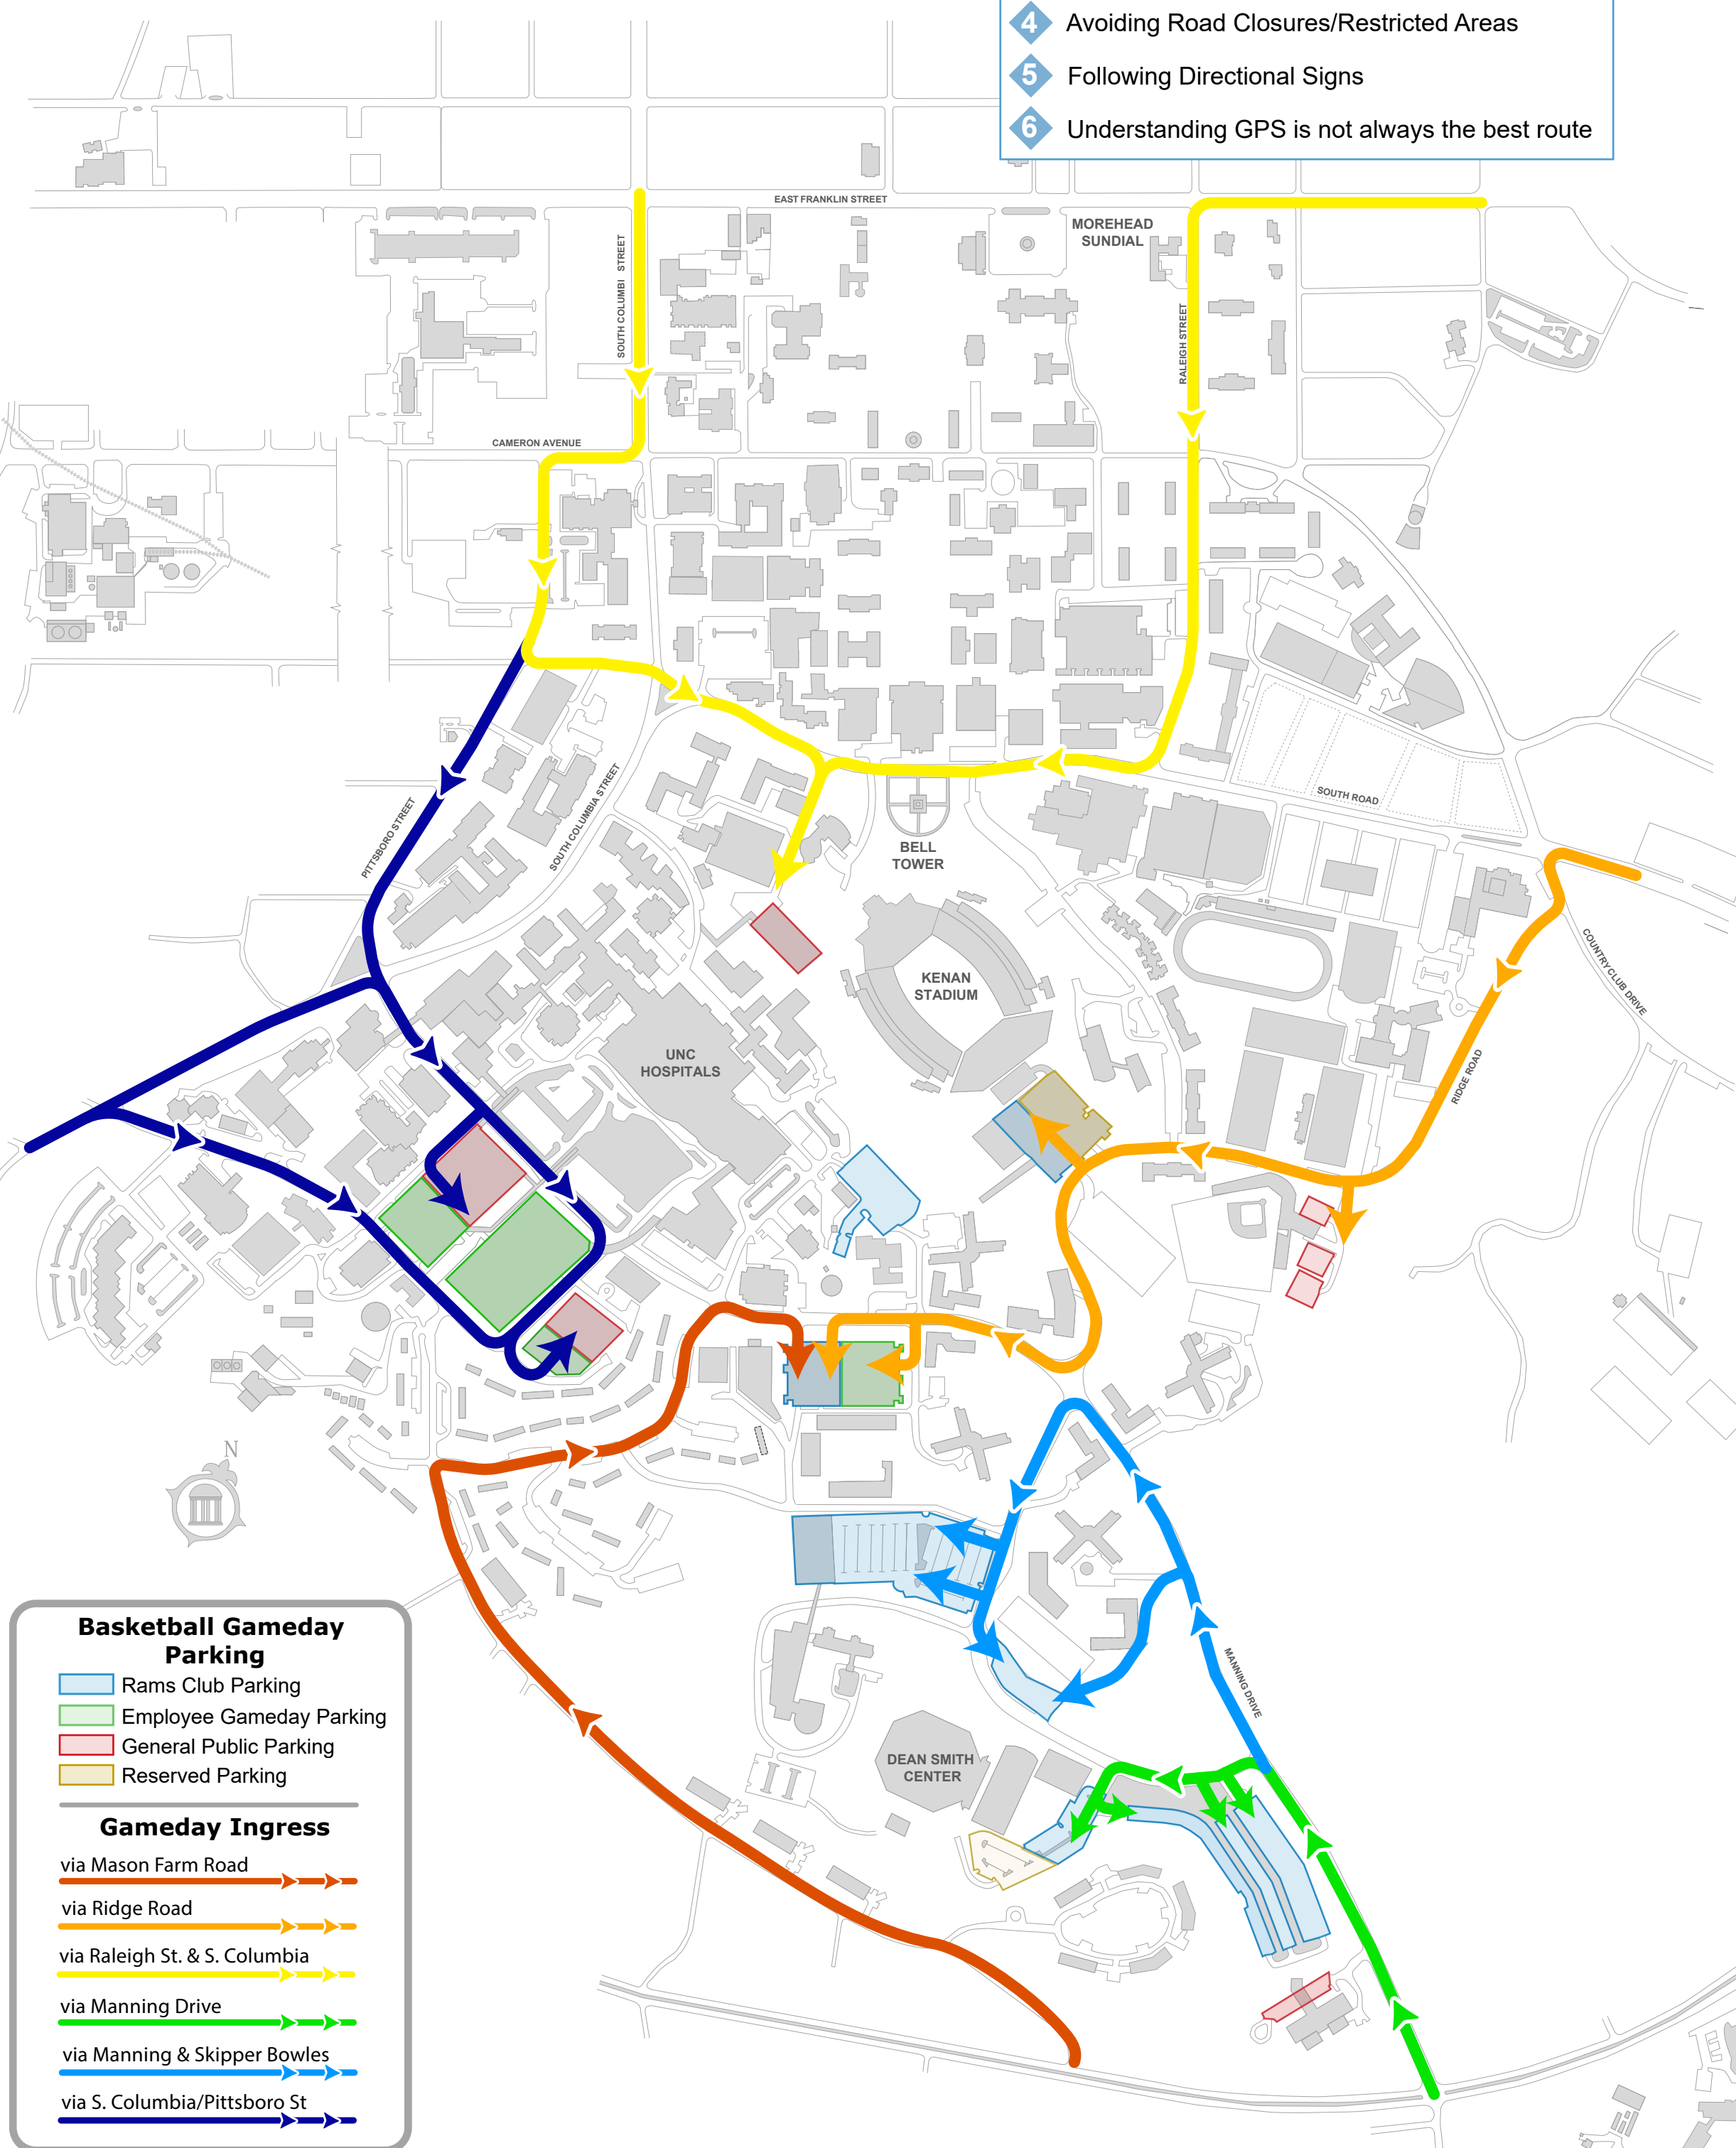 4 Avoiding Road Closures/Restricted Areas
5 Following Directional Signs
6 Understanding GPS is not always the best route
EAST FRANKLIN STREET
MOREHEAD
SUNDIAL
SOUTH COLUMBI STREET
RALEIGH STREET
CAMERON AVENUE
SOUTH ROAD
PITTSBORO STREET
SOUTH COLUMBIA STREET
BELL
TOWER
COUNTRY CLUB DRIVE
KENAN
STADIUM
UNC
HOSPITALS
RIDGE ROAD
N
MANNING DRIVE
DEAN SMITH
CENTER
Basketball Gameday
Parking
Rams Club Parking
Employee Gameday Parking
General Public Parking
Reserved Parking
Gameday Ingress
via Mason Farm Road
via Ridge Road
via Raleigh St. & S. Columbia
via Manning Drive
via Manning & Skipper Bowles
via S. Columbia/Pittsboro St